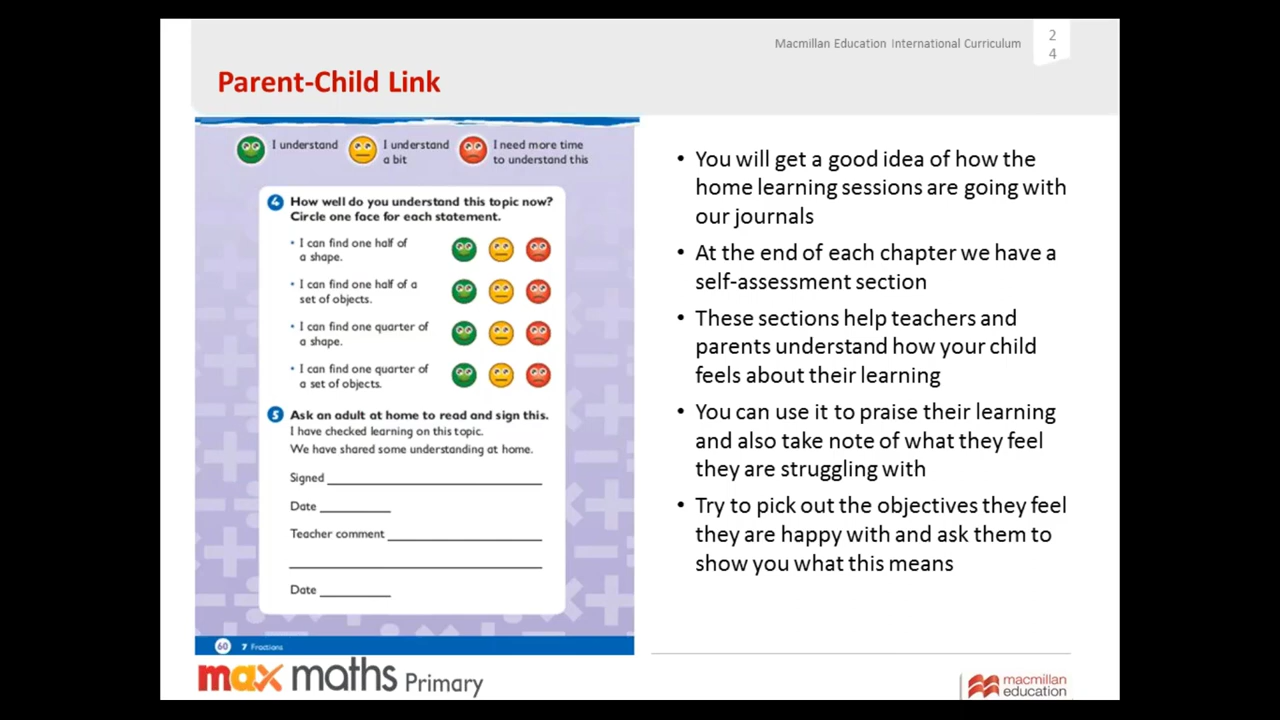 Macmillan Education International Curriculum
2
4
Parent-Child Link
I understand
I understand
a bit
I need more time
to understand this
4 How well do you understand this topic now?
Circle one face for each statement.
• I can find one half of
a shape.
• I can find one half of a
set of objects.
• I can find one quarter of
a shape.
• I can find one quarter of
a set of objects.
5 Ask an adult at home to read and sign this.
I have checked learning on this topic.
We have shared some understanding at home.
Signed
Date
Teacher comment
Date
60 7 Fractions
• You will get a good idea of how the
home learning sessions are going with
our journals
• At the end of each chapter we have a
self-assessment section
• These sections help teachers and
parents understand how your child
feels about their learning
• You can use it to praise their learning
and also take note of what they feel
they are struggling with
• Try to pick out the objectives they feel
they are happy with and ask them to
show you what this means
max maths Primary
macmillan
education